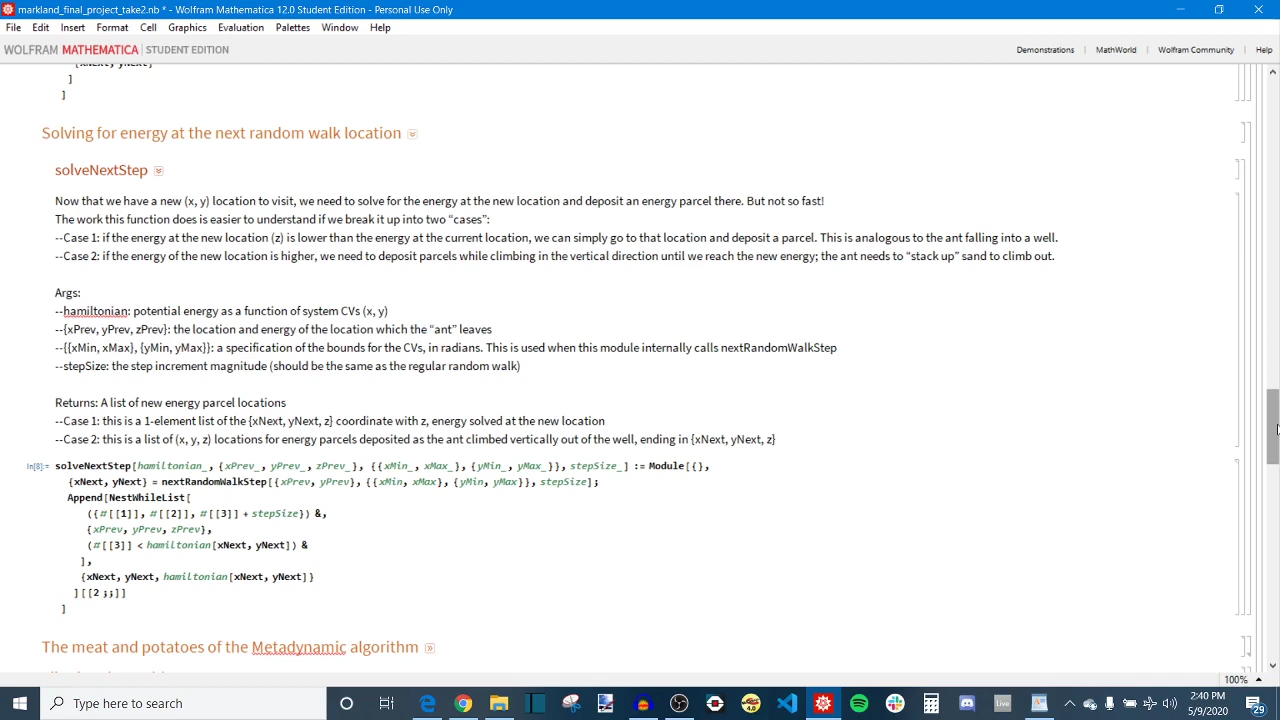 markland_final_project_take2.nb * - Wolfram Mathematica 12.0 Student Edition - Personal Use Only
File Edit Insert Format Cell Graphics Evaluation Palettes Window Help
WOLFRAM MATHEMATICA STUDENT EDITION Demonstrations MathWorld Wolfram Community Help
{xNext, yNext}
]
]
Solving for energy at the next random walk location
solveNextStep
Now that we have a new (x, y) location to visit, we need to solve for the energy at the new location and deposit an energy parcel there. But not so fast!
The work this function does is easier to understand if we break it up into two “cases”:
--Case 1: if the energy at the new location (z) is lower than the energy at the current location, we can simply go to that location and deposit a parcel. This is analogous to the ant falling into a well.
--Case 2: if the energy of the new location is higher, we need to deposit parcels while climbing in the vertical direction until we reach the new energy; the ant needs to “stack up” sand to climb out.
Args:
--hamiltonian: potential energy as a function of system CVs (x, y)
--{xPrev, yPrev, zPrev}: the location and energy of the location which the “ant” leaves
--{{xMin, xMax}, {yMin, yMax}}: a specification of the bounds for the CVs, in radians. This is used when this module internally calls nextRandomWalkStep
--stepSize: the step increment magnitude (should be the same as the regular random walk)
Returns: A list of new energy parcel locations
--Case 1: this is a 1-element list of the {xNext, yNext, z} coordinate with z, energy solved at the new location
--Case 2: this is a list of (x, y, z) locations for energy parcels deposited as the ant climbed vertically out of the well, ending in {xNext, yNext, z}
In[8]:= solveNextStep[hamiltonian_, {xPrev_, yPrev_, zPrev_}, {{xMin_, xMax_}, {yMin_, yMax_}}, stepSize_] := Module[{},
{xNext, yNext} = nextRandomWalkStep[{xPrev, yPrev}, {{xMin, xMax}, {yMin, yMax}}, stepSize];
Append[NestWhileList[
({#[[1]], #[[2]], #[[3]] + stepSize}) &,
{xPrev, yPrev, zPrev},
(#[[3]] < hamiltonian[xNext, yNext]) &
],
{xNext, yNext, hamiltonian[xNext, yNext]}
][[2 ;;]]
]
The meat and potatoes of the Metadynamic algorithm
100%
Type here to search
Live
2:40 PM
5/9/2020
29